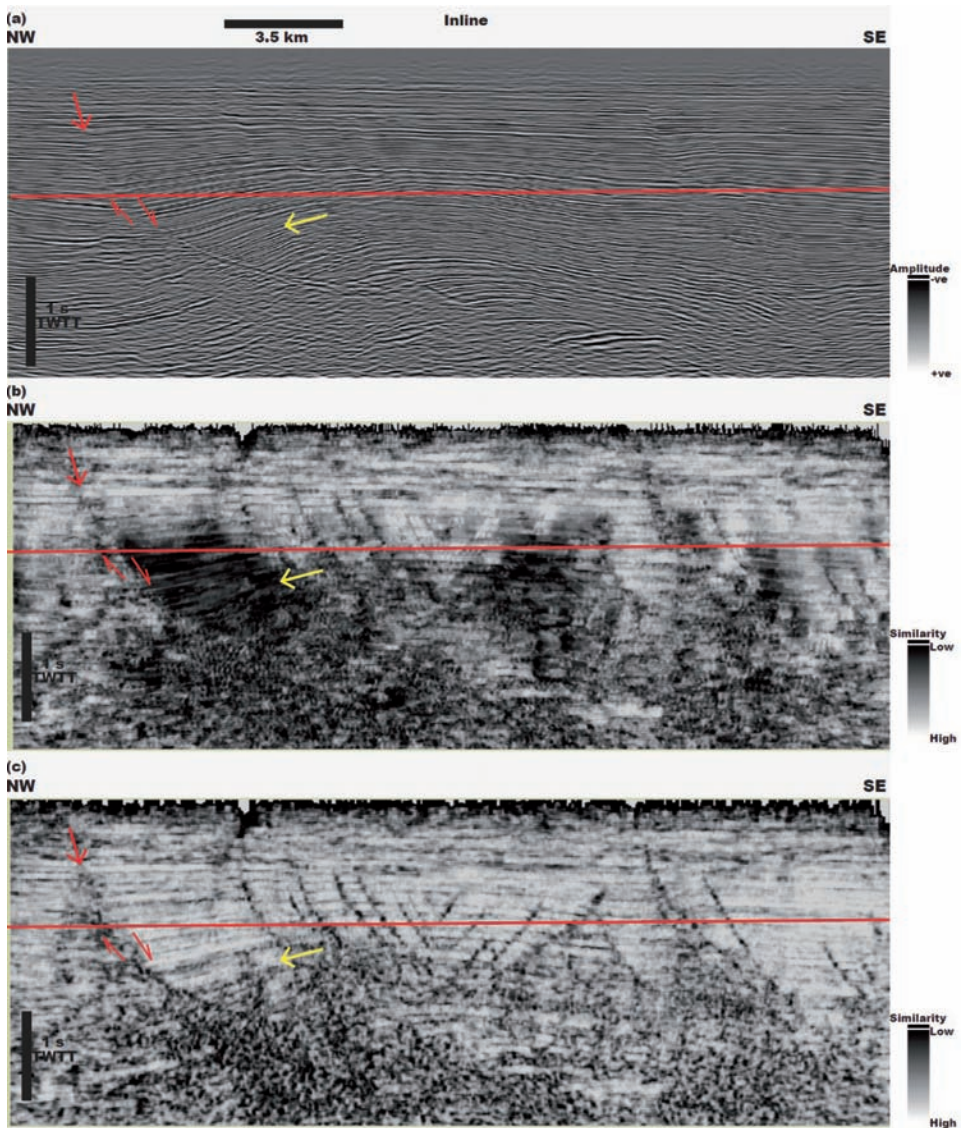 (a)
Inline
NW
SE
3.5 km
1 s
TWTT
Amplitude
-ve
+ve
(b)
NW
SE
1 s
TWTT
Similarity
Low
High
(c)
NW
SE
1 s
TWTT
Similarity
Low
High